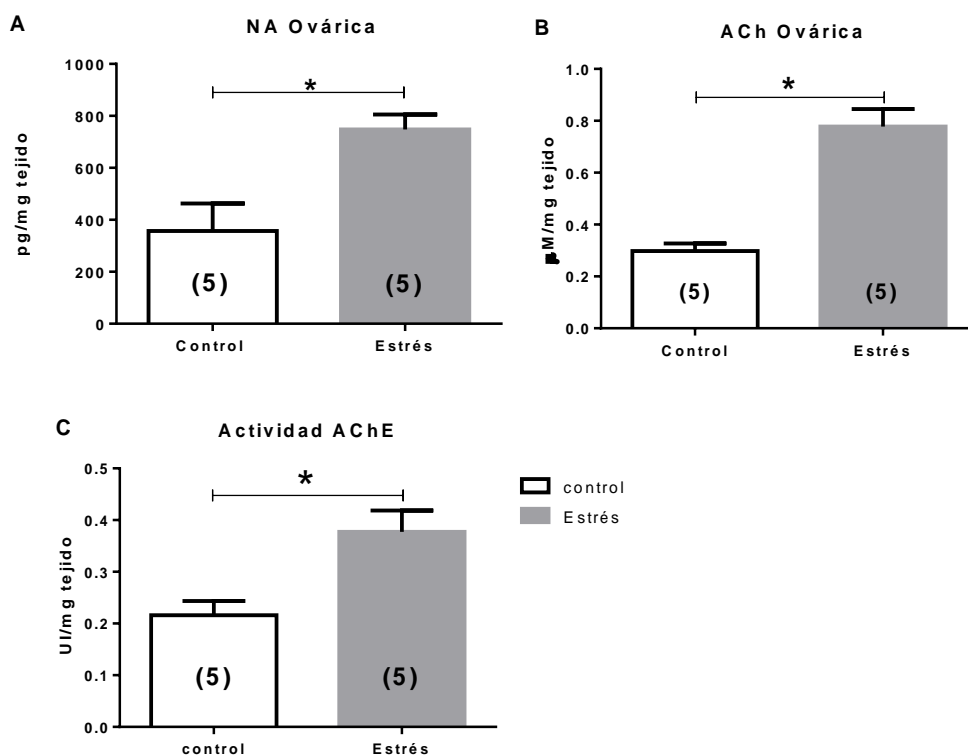 A
NA Ovárica
pg/mg tejido
1000
800
600
400
200
0
*
(5)
(5)
Control
Estrés
B
ACh Ovárica
µM/mg tejido
1.0
0.8
0.6
0.4
0.2
0.0
*
(5)
(5)
Control
Estrés
C
Actividad AChE
UI/mg tejido
0.5
0.4
0.3
0.2
0.1
0.0
*
(5)
(5)
control
Estrés
control
Estrés